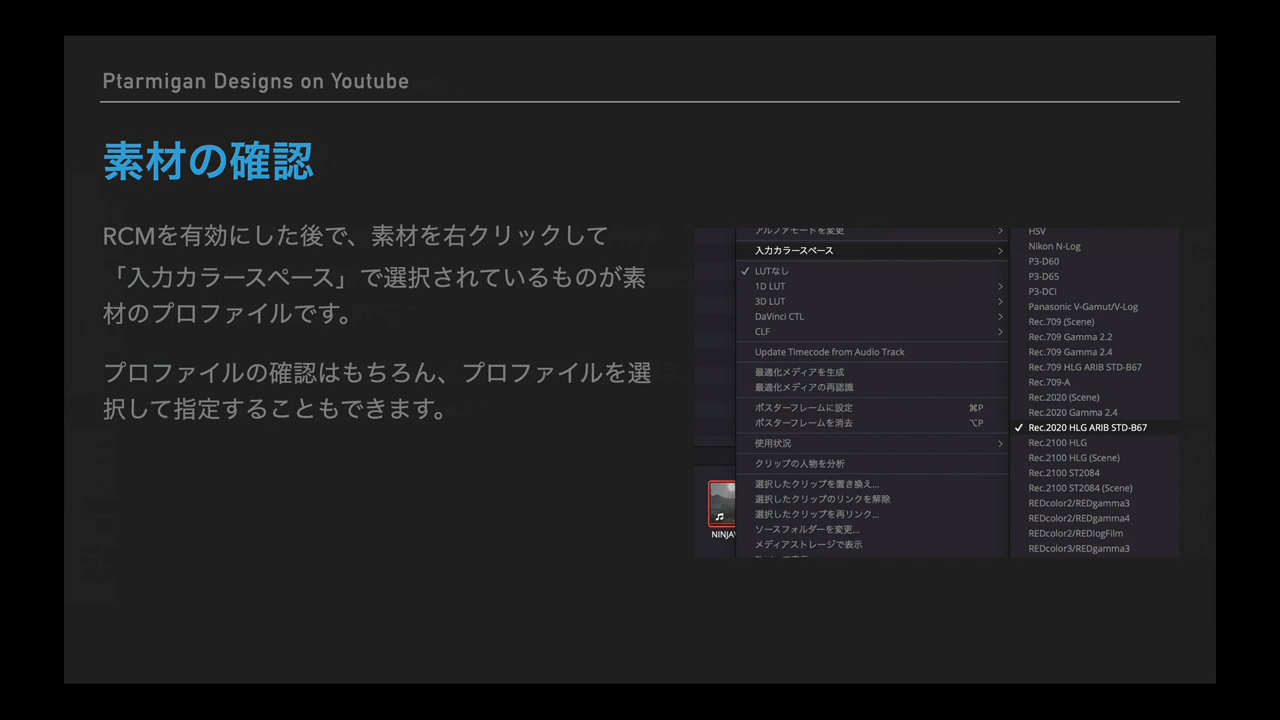 Ptarmigan Designs on Youtube
素材の確認
RCMを有効にした後で、素材を右クリックして
「入力カラースペース」で選択されているものが素
材のプロファイルです。
プロファイルの確認はもちろん、プロファイルを選
択して指定することもできます。
アルファモードを変更
入力カラースペース
✓ LUTなし
1D LUT
3D LUT
DaVinci CTL
CLF
Update Timecode from Audio Track
最適化メディアを生成
最適化メディアの再認識
ポスターフレームに設定 ⌘P
ポスターフレームを消去 ⌥P
使用状況
クリップの人物を分析
選択したクリップを置き換え...
選択したクリップのリンクを解除
選択したクリップを再リンク...
ソースフォルダーを変更...
メディアストレージで表示
NINJAV
HSV
Nikon N-Log
P3-D60
P3-D65
P3-DCI
Panasonic V-Gamut/V-Log
Rec.709 (Scene)
Rec.709 Gamma 2.2
Rec.709 Gamma 2.4
Rec.709 HLG ARIB STD-B67
Rec.709-A
Rec.2020 (Scene)
Rec.2020 Gamma 2.4
✓ Rec.2020 HLG ARIB STD-B67
Rec.2100 HLG
Rec.2100 HLG (Scene)
Rec.2100 ST2084
Rec.2100 ST2084 (Scene)
REDcolor2/REDgamma3
REDcolor2/REDgamma4
REDcolor2/REDlogFilm
REDcolor3/REDgamma3